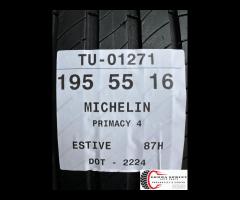 TU-01271
195 55 16
MICHELIN
PRIMACY 4
ESTIVE 87H
DOT - 2224